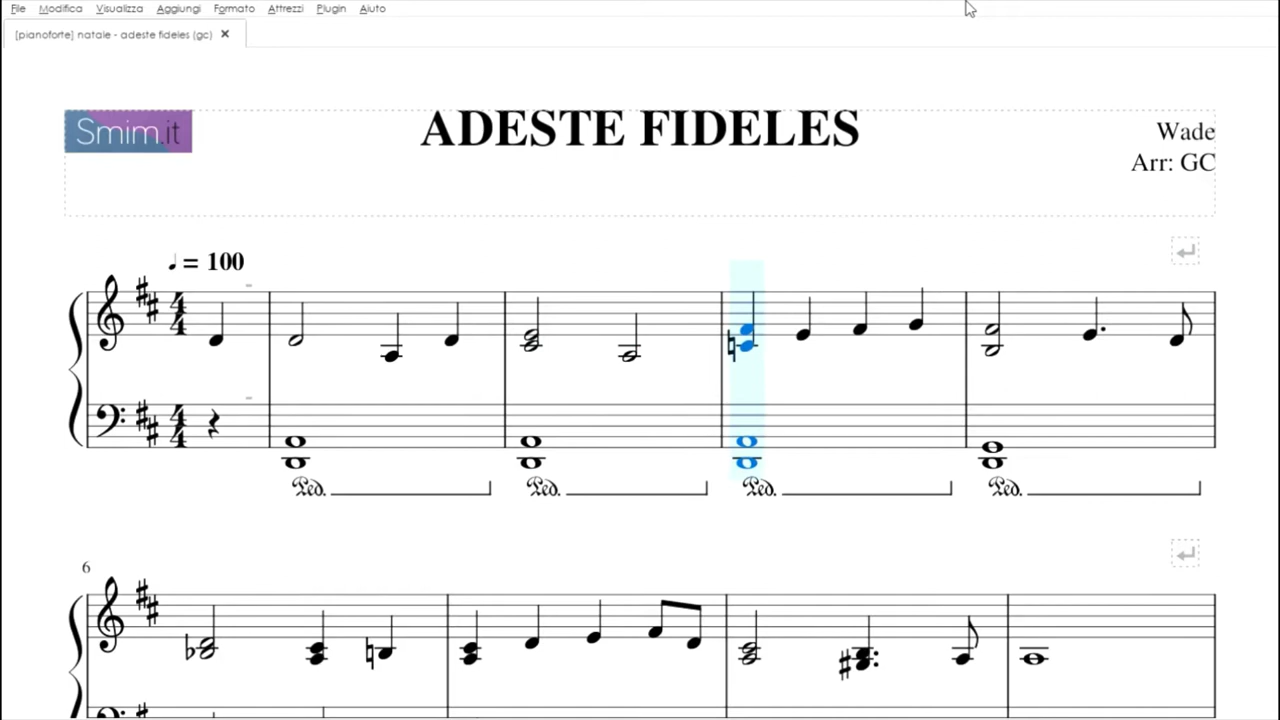 File Modifica Visualizza Aggiungi Formato Attrezzi Plugin Aiuto
[pianoforte] natale - adeste fideles (gc) ✕
Smim.it
ADESTE FIDELES
Wade
Arr: GC
♩ = 100
4
4
4
4
Ped. Ped. Ped. Ped.
6